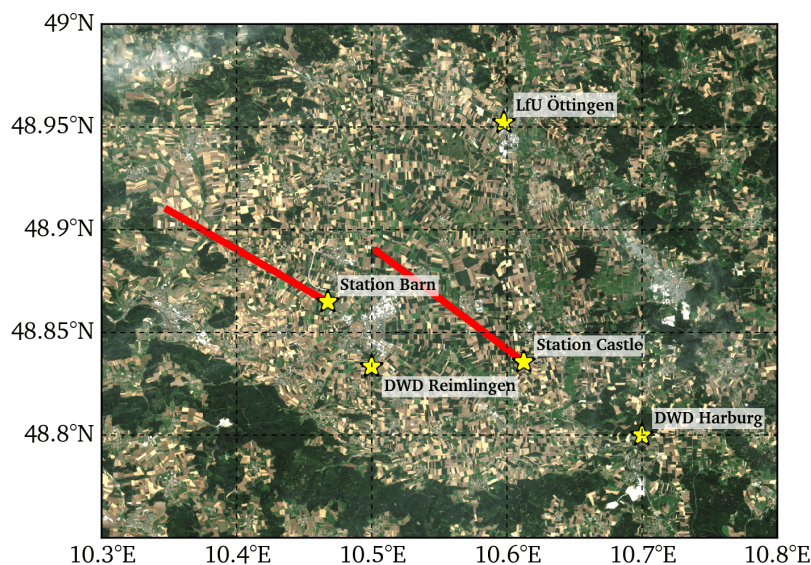 49°N
LfU Öttingen
48.95°N
48.9°N
Station Barn
48.85°N
Station Castle
DWD Reimlingen
DWD Harburg
48.8°N
10.3°E 10.4°E 10.5°E 10.6°E 10.7°E 10.8°E